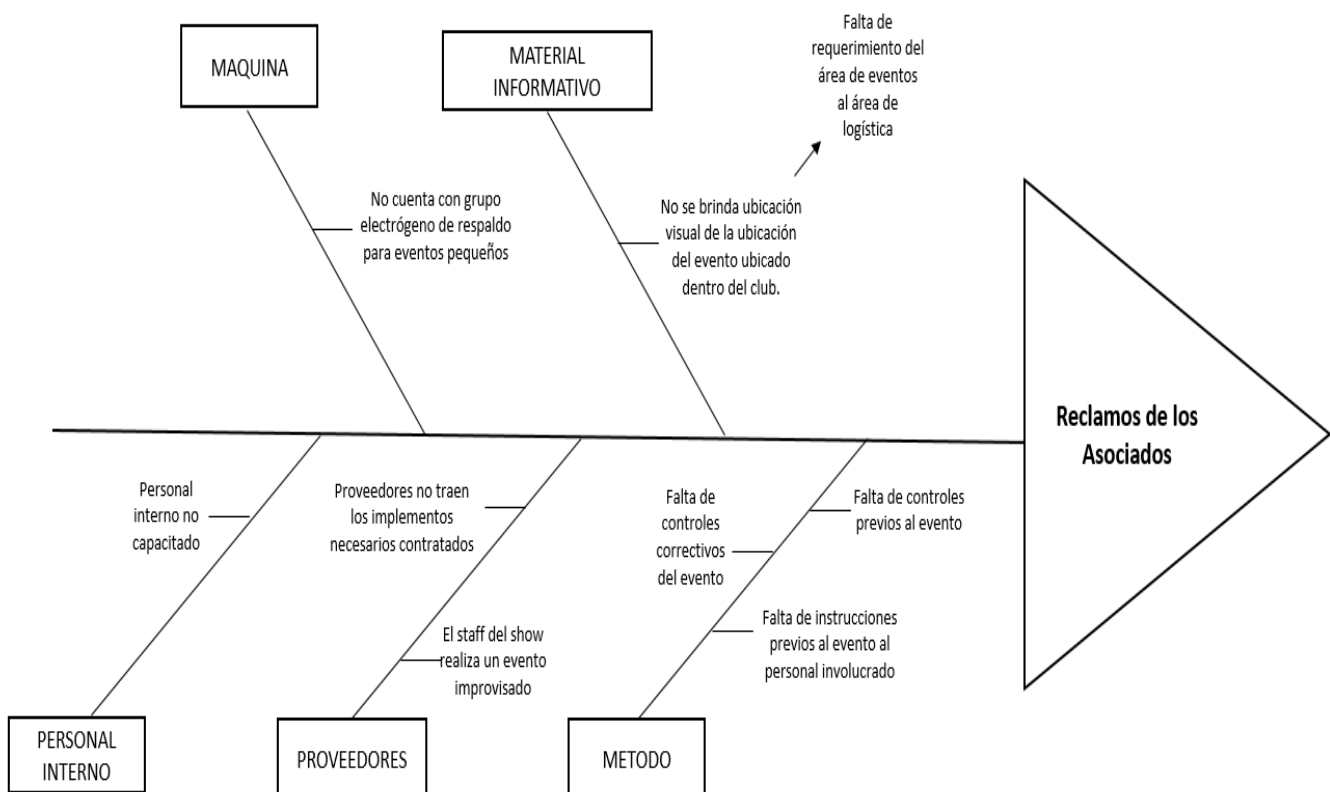 MAQUINA
MATERIAL
INFORMATIVO
Falta de
requerimiento del
área de eventos
al área de
logística
No cuenta con grupo
electrógeno de respaldo
para eventos pequeños
No se brinda ubicación
visual de la ubicación
del evento ubicado
dentro del club.
Reclamos de los
Asociados
Personal
interno no
capacitado
Proveedores no traen
los implementos
necesarios contratados
Falta de
controles
correctivos
del evento
Falta de controles
previos al evento
El staff del show
realiza un evento
improvisado
Falta de instrucciones
previos al evento al
personal involucrado
PERSONAL
INTERNO
PROVEEDORES
METODO